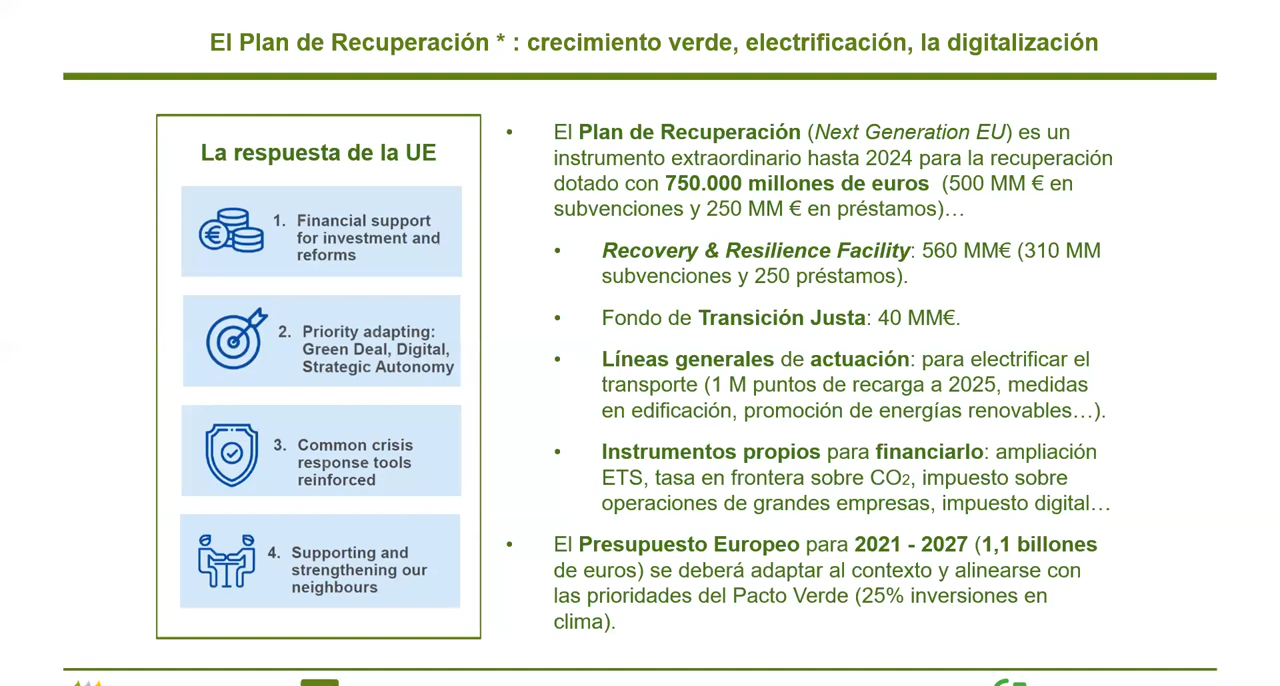 El Plan de Recuperación * : crecimiento verde, electrificación, la digitalización
La respuesta de la UE
1. Financial support
for investment and
reforms
2. Priority adapting:
Green Deal, Digital,
Strategic Autonomy
3. Common crisis
response tools
reinforced
4. Supporting and
strengthening our
neighbours
• El Plan de Recuperación (Next Generation EU) es un
instrumento extraordinario hasta 2024 para la recuperación
dotado con 750.000 millones de euros (500 MM € en
subvenciones y 250 MM € en préstamos)…
• Recovery & Resilience Facility: 560 MM€ (310 MM
subvenciones y 250 préstamos).
• Fondo de Transición Justa: 40 MM€.
• Líneas generales de actuación: para electrificar el
transporte (1 M puntos de recarga a 2025, medidas
en edificación, promoción de energías renovables…).
• Instrumentos propios para financiarlo: ampliación
ETS, tasa en frontera sobre CO2, impuesto sobre
operaciones de grandes empresas, impuesto digital…
• El Presupuesto Europeo para 2021 - 2027 (1,1 billones
de euros) se deberá adaptar al contexto y alinearse con
las prioridades del Pacto Verde (25% inversiones en
clima).